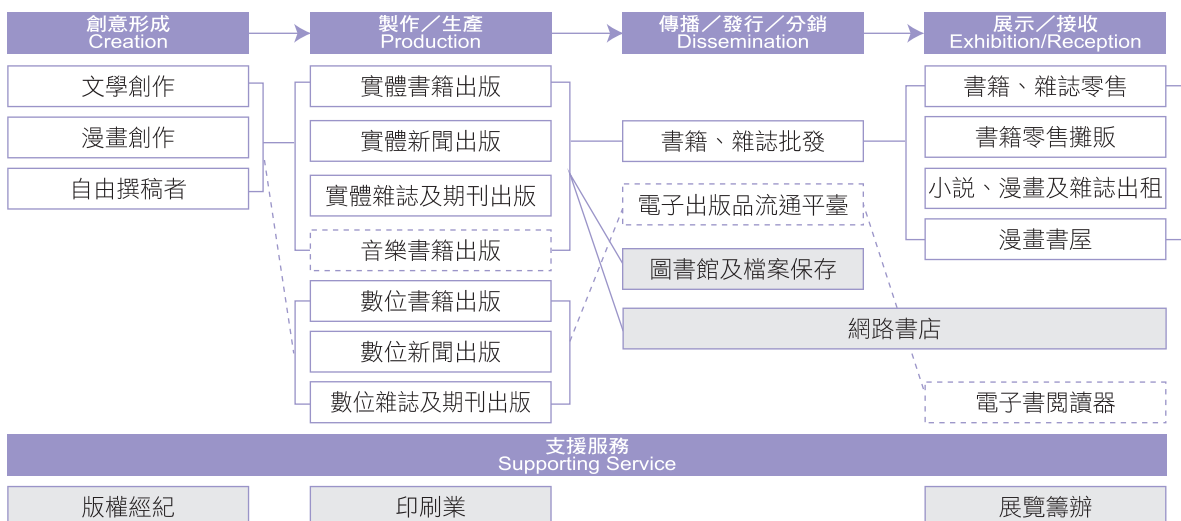 創意形成
Creation
製作／生產
Production
傳播／發行／分銷
Dissemination
展示／接收
Exhibition/Reception
文學創作
漫畫創作
自由撰稿者
實體書籍出版
實體新聞出版
實體雜誌及期刊出版
音樂書籍出版
數位書籍出版
數位新聞出版
數位雜誌及期刊出版
書籍、雜誌批發
電子出版品流通平臺
圖書館及檔案保存
網路書店
書籍、雜誌零售
書籍零售攤販
小説、漫畫及雜誌出租
漫畫書屋
電子書閱讀器
支援服務
Supporting Service
版權經紀
印刷業
展覽籌辦